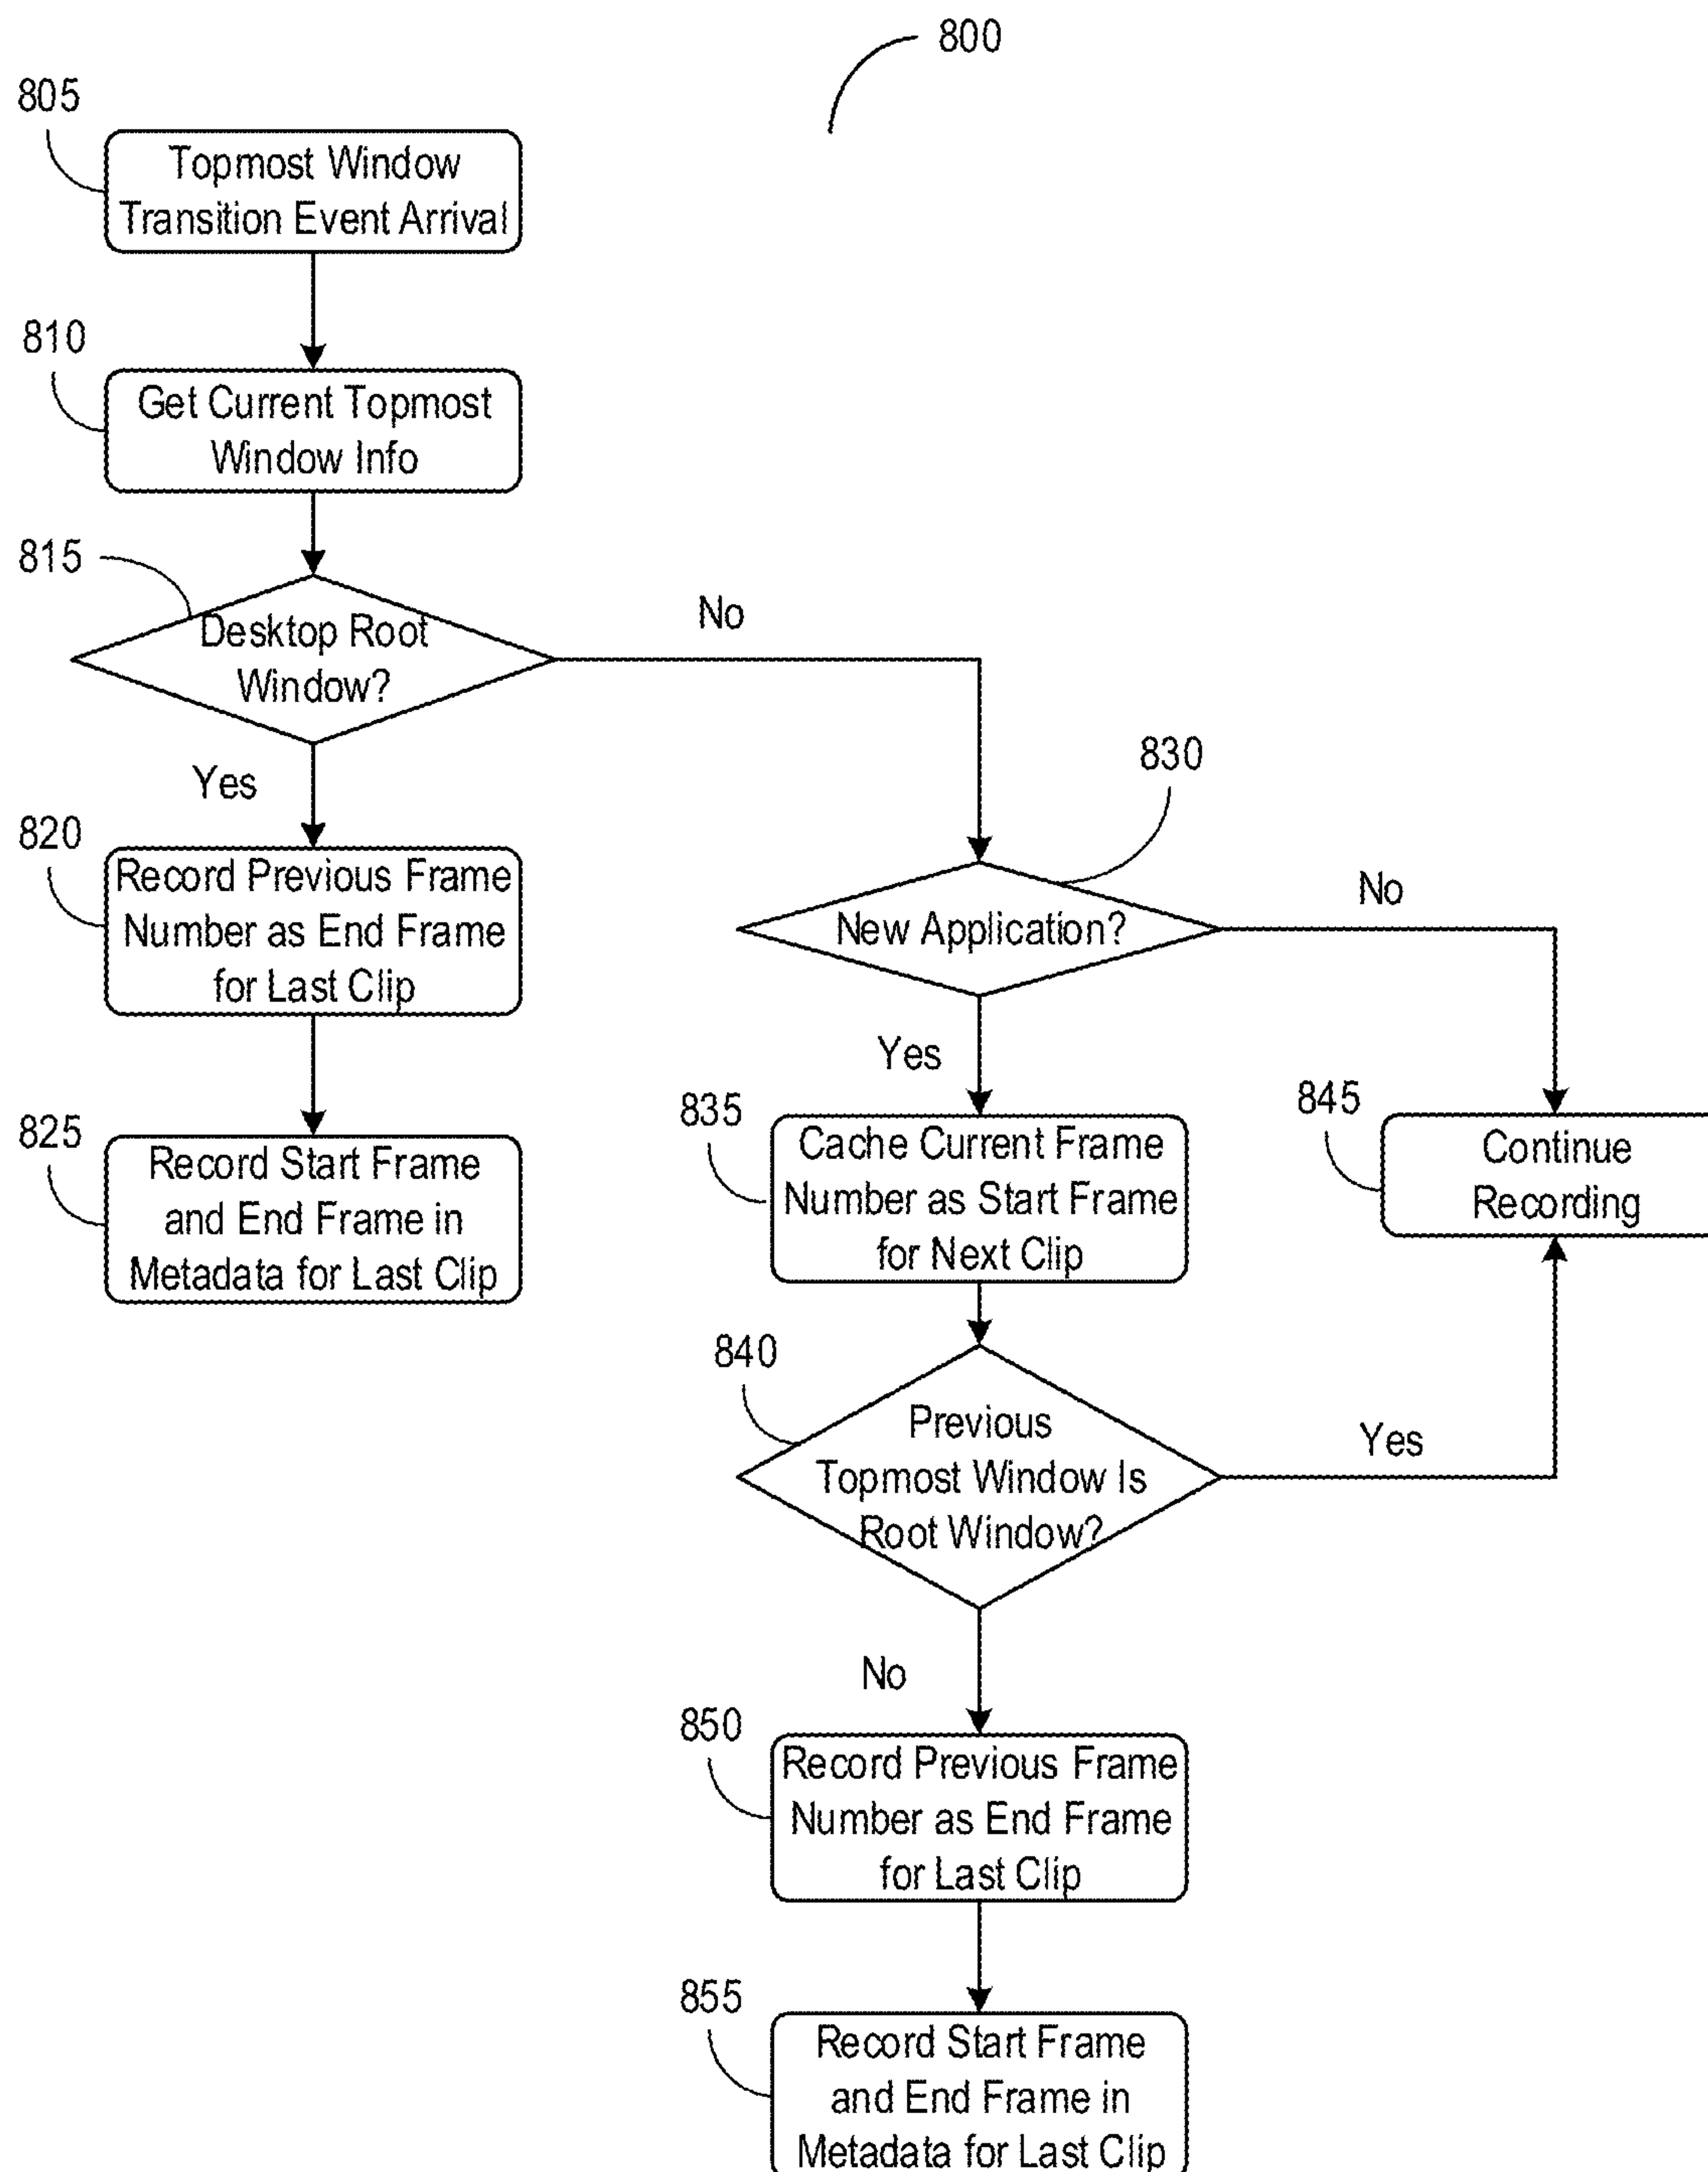 800
805
Topmost Window
Transition Event Arrival
810
Get Current Topmost
Window Info
815
Desktop Root
Window?
No
Yes
820
Record Previous Frame
Number as End Frame
for Last Clip
825
Record Start Frame
and End Frame in
Metadata for Last Clip
830
New Application?
No
Yes
835
Cache Current Frame
Number as Start Frame
for Next Clip
845
Continue
Recording
840
Previous
Topmost Window Is
Root Window?
Yes
No
850
Record Previous Frame
Number as End Frame
for Last Clip
855
Record Start Frame
and End Frame in
Metadata for Last Clip